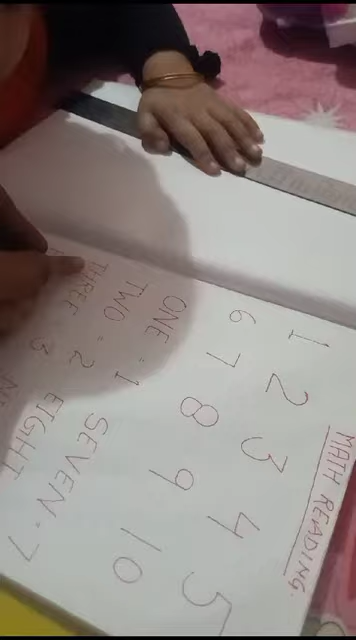 MATH READING.
1 2 3 4 5
6 7 8 9 10
ONE = 1 SEVEN = 7
TWO = 2 EIGHT
THREE = 3